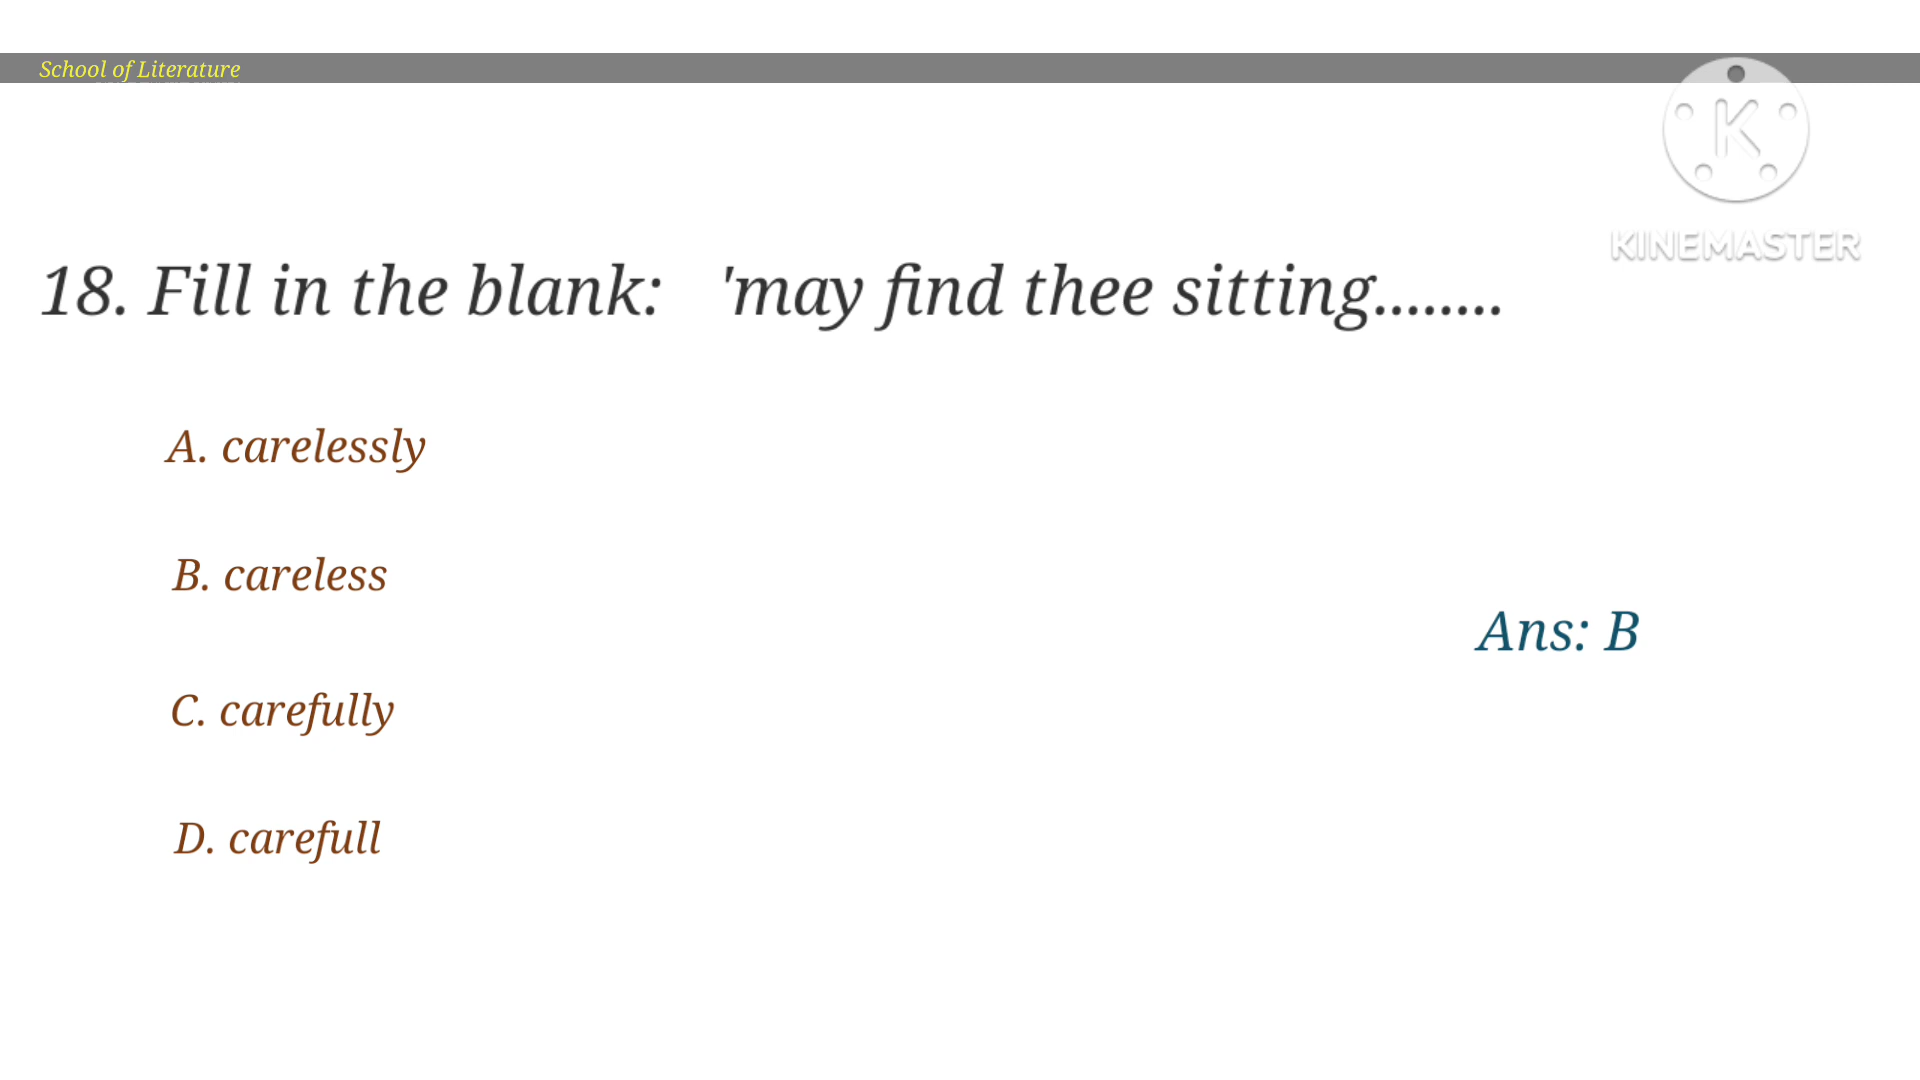 School of Literature
K
KINEMASTER
18. Fill in the blank: 'may find thee sitting........
A. carelessly
B. careless
Ans: B
C. carefully
D. carefull